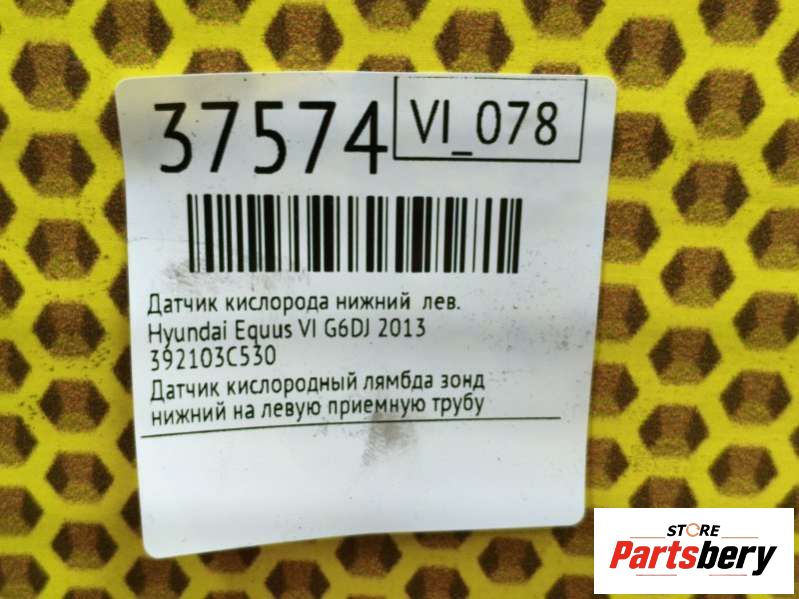 37574
VI_078
Датчик кислорода нижний лев.
Hyundai Equus VI G6DJ 2013
392103C530
Датчик кислородный лямбда зонд
нижний на левую приемную трубу
STORE
Partsbery